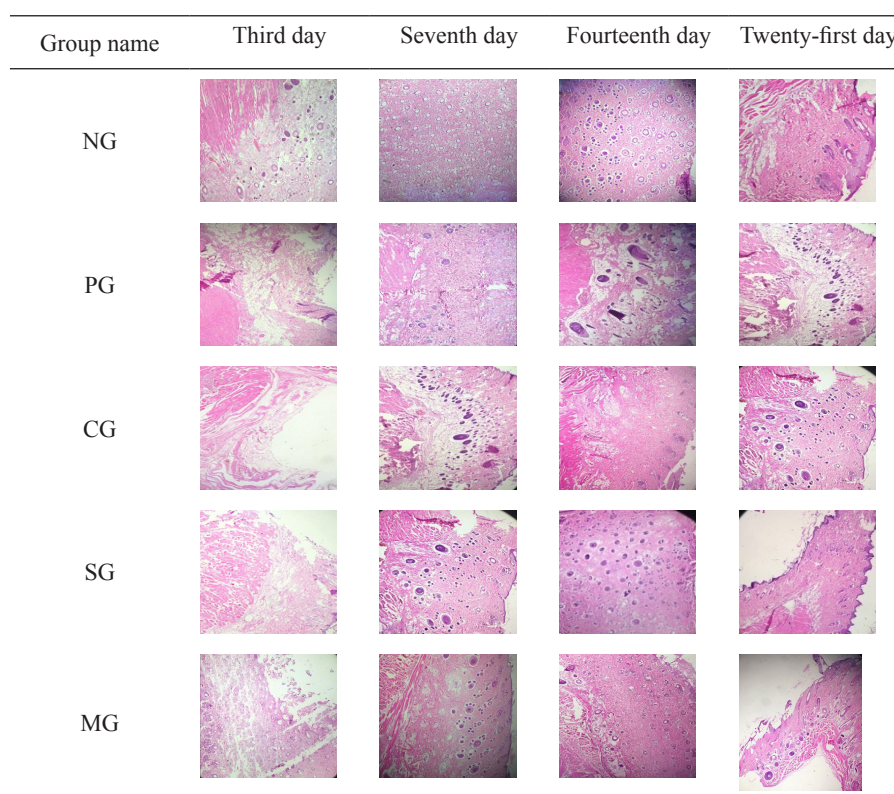 Group name Third day Seventh day Fourteenth day Twenty-first day
NG
PG
CG
SG
MG